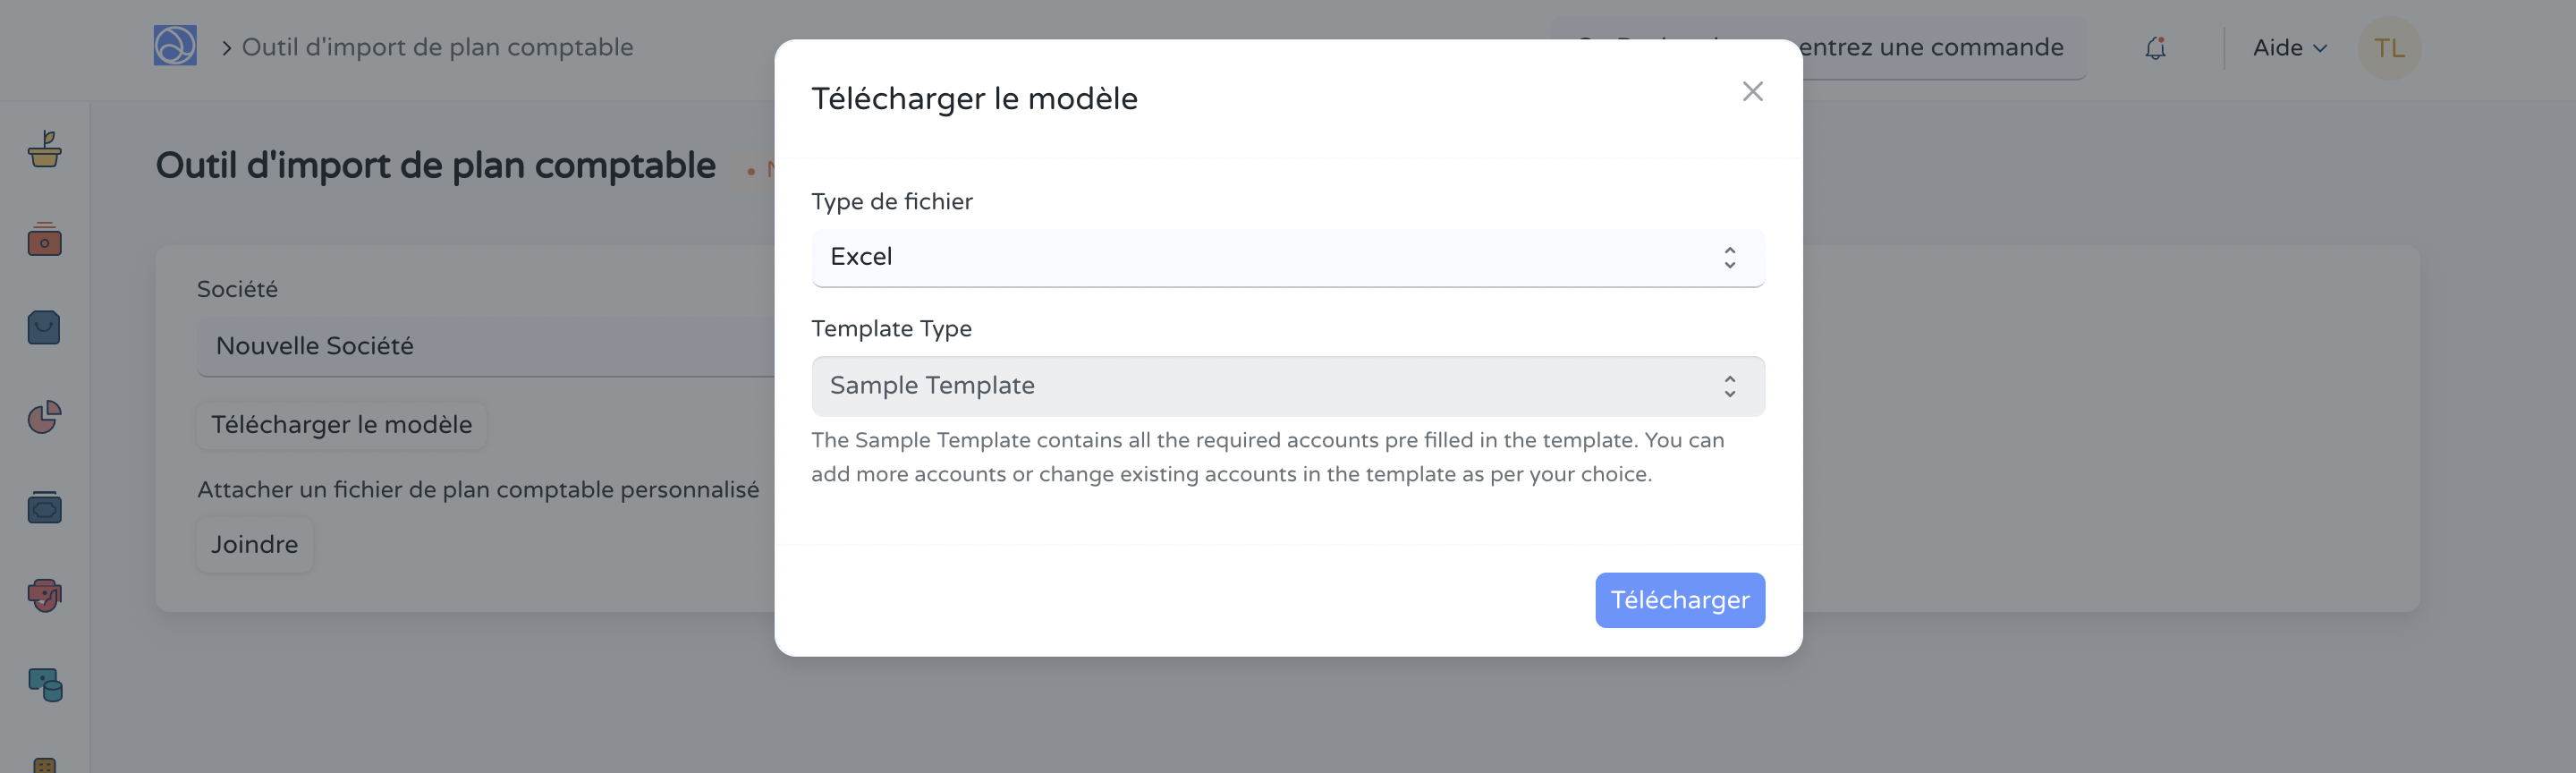 Outil d'import de plan comptable
entrez une commande
Aide
TL
Télécharger le modèle
Outil d'import de plan comptable
Type de fichier
Excel
Société
Template Type
Nouvelle Société
Sample Template
Télécharger le modèle
The Sample Template contains all the required accounts pre filled in the template. You can
add more accounts or change existing accounts in the template as per your choice.
Attacher un fichier de plan comptable personnalisé
Joindre
Télécharger